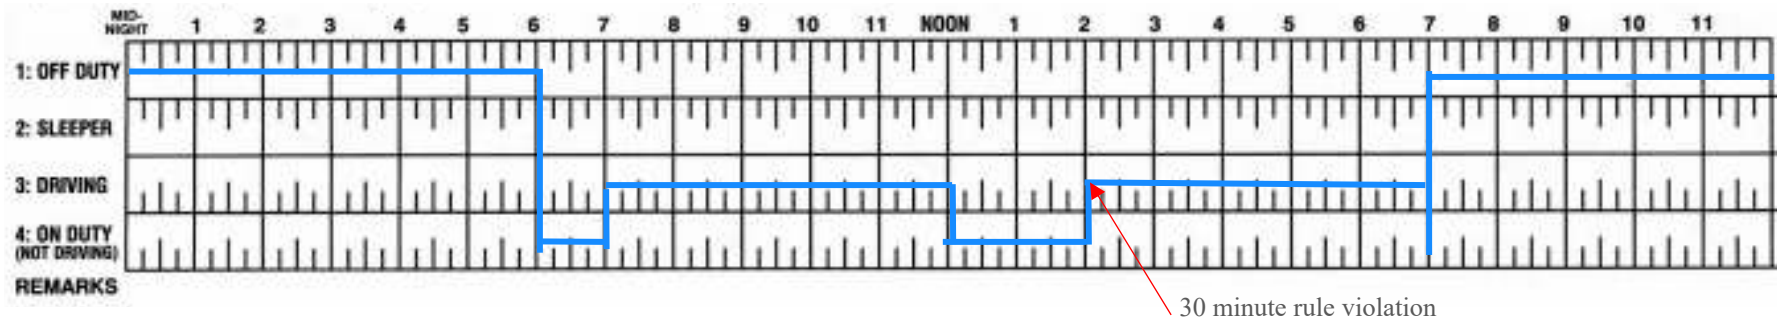 MID-
NIGHT 1 2 3 4 5 6 7 8 9 10 11 NOON 1 2 3 4 5 6 7 8 9 10 11
1: OFF DUTY
2: SLEEPER
3: DRIVING
4: ON DUTY
(NOT DRIVING)
REMARKS
30 minute rule violation